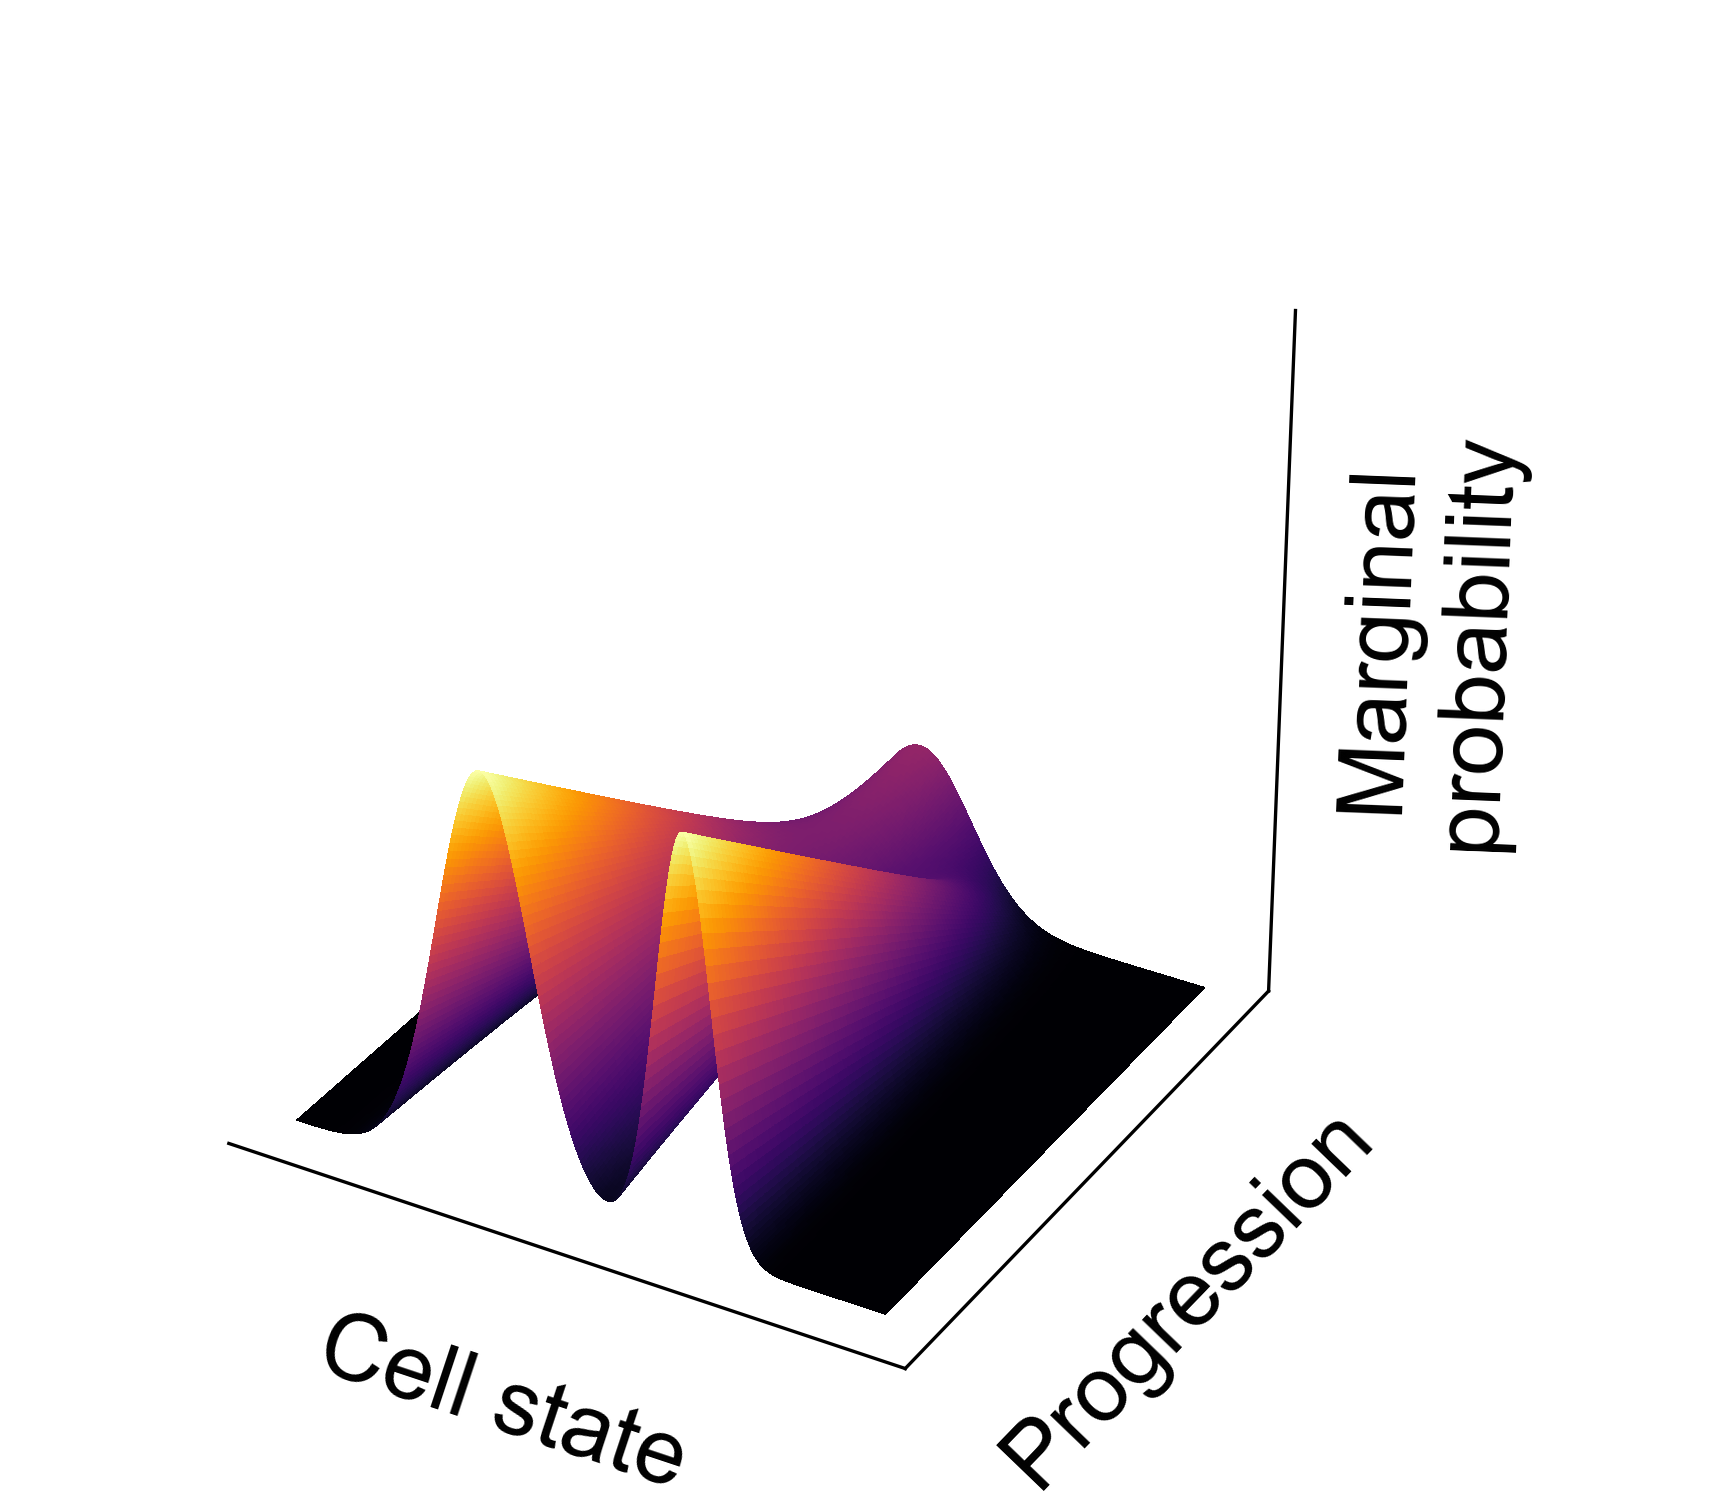 Marginal
probability
Progression
Cell state